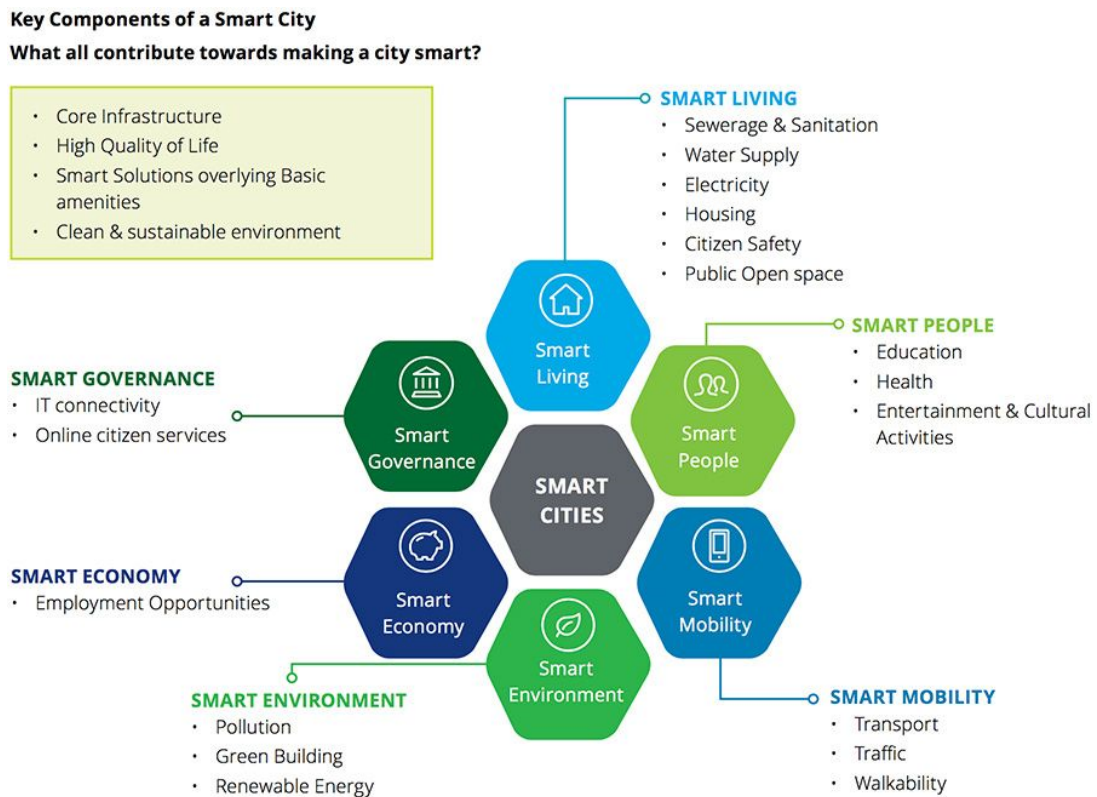 Key Components of a Smart City
What all contribute towards making a city smart?
• Core Infrastructure
• High Quality of Life
• Smart Solutions overlying Basic
amenities
• Clean & sustainable environment
SMART LIVING
• Sewerage & Sanitation
• Water Supply
• Electricity
• Housing
• Citizen Safety
• Public Open space
SMART PEOPLE
• Education
• Health
• Entertainment & Cultural
Activities
SMART GOVERNANCE
• IT connectivity
• Online citizen services
Smart
Living
Smart
Governance
Smart
People
SMART
CITIES
SMART ECONOMY
• Employment Opportunities
Smart
Economy
Smart
Mobility
Smart
Environment
SMART ENVIRONMENT
• Pollution
• Green Building
• Renewable Energy
SMART MOBILITY
• Transport
• Traffic
• Walkability